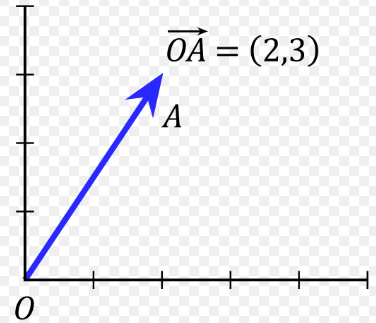 OA = (2,3)
A
O